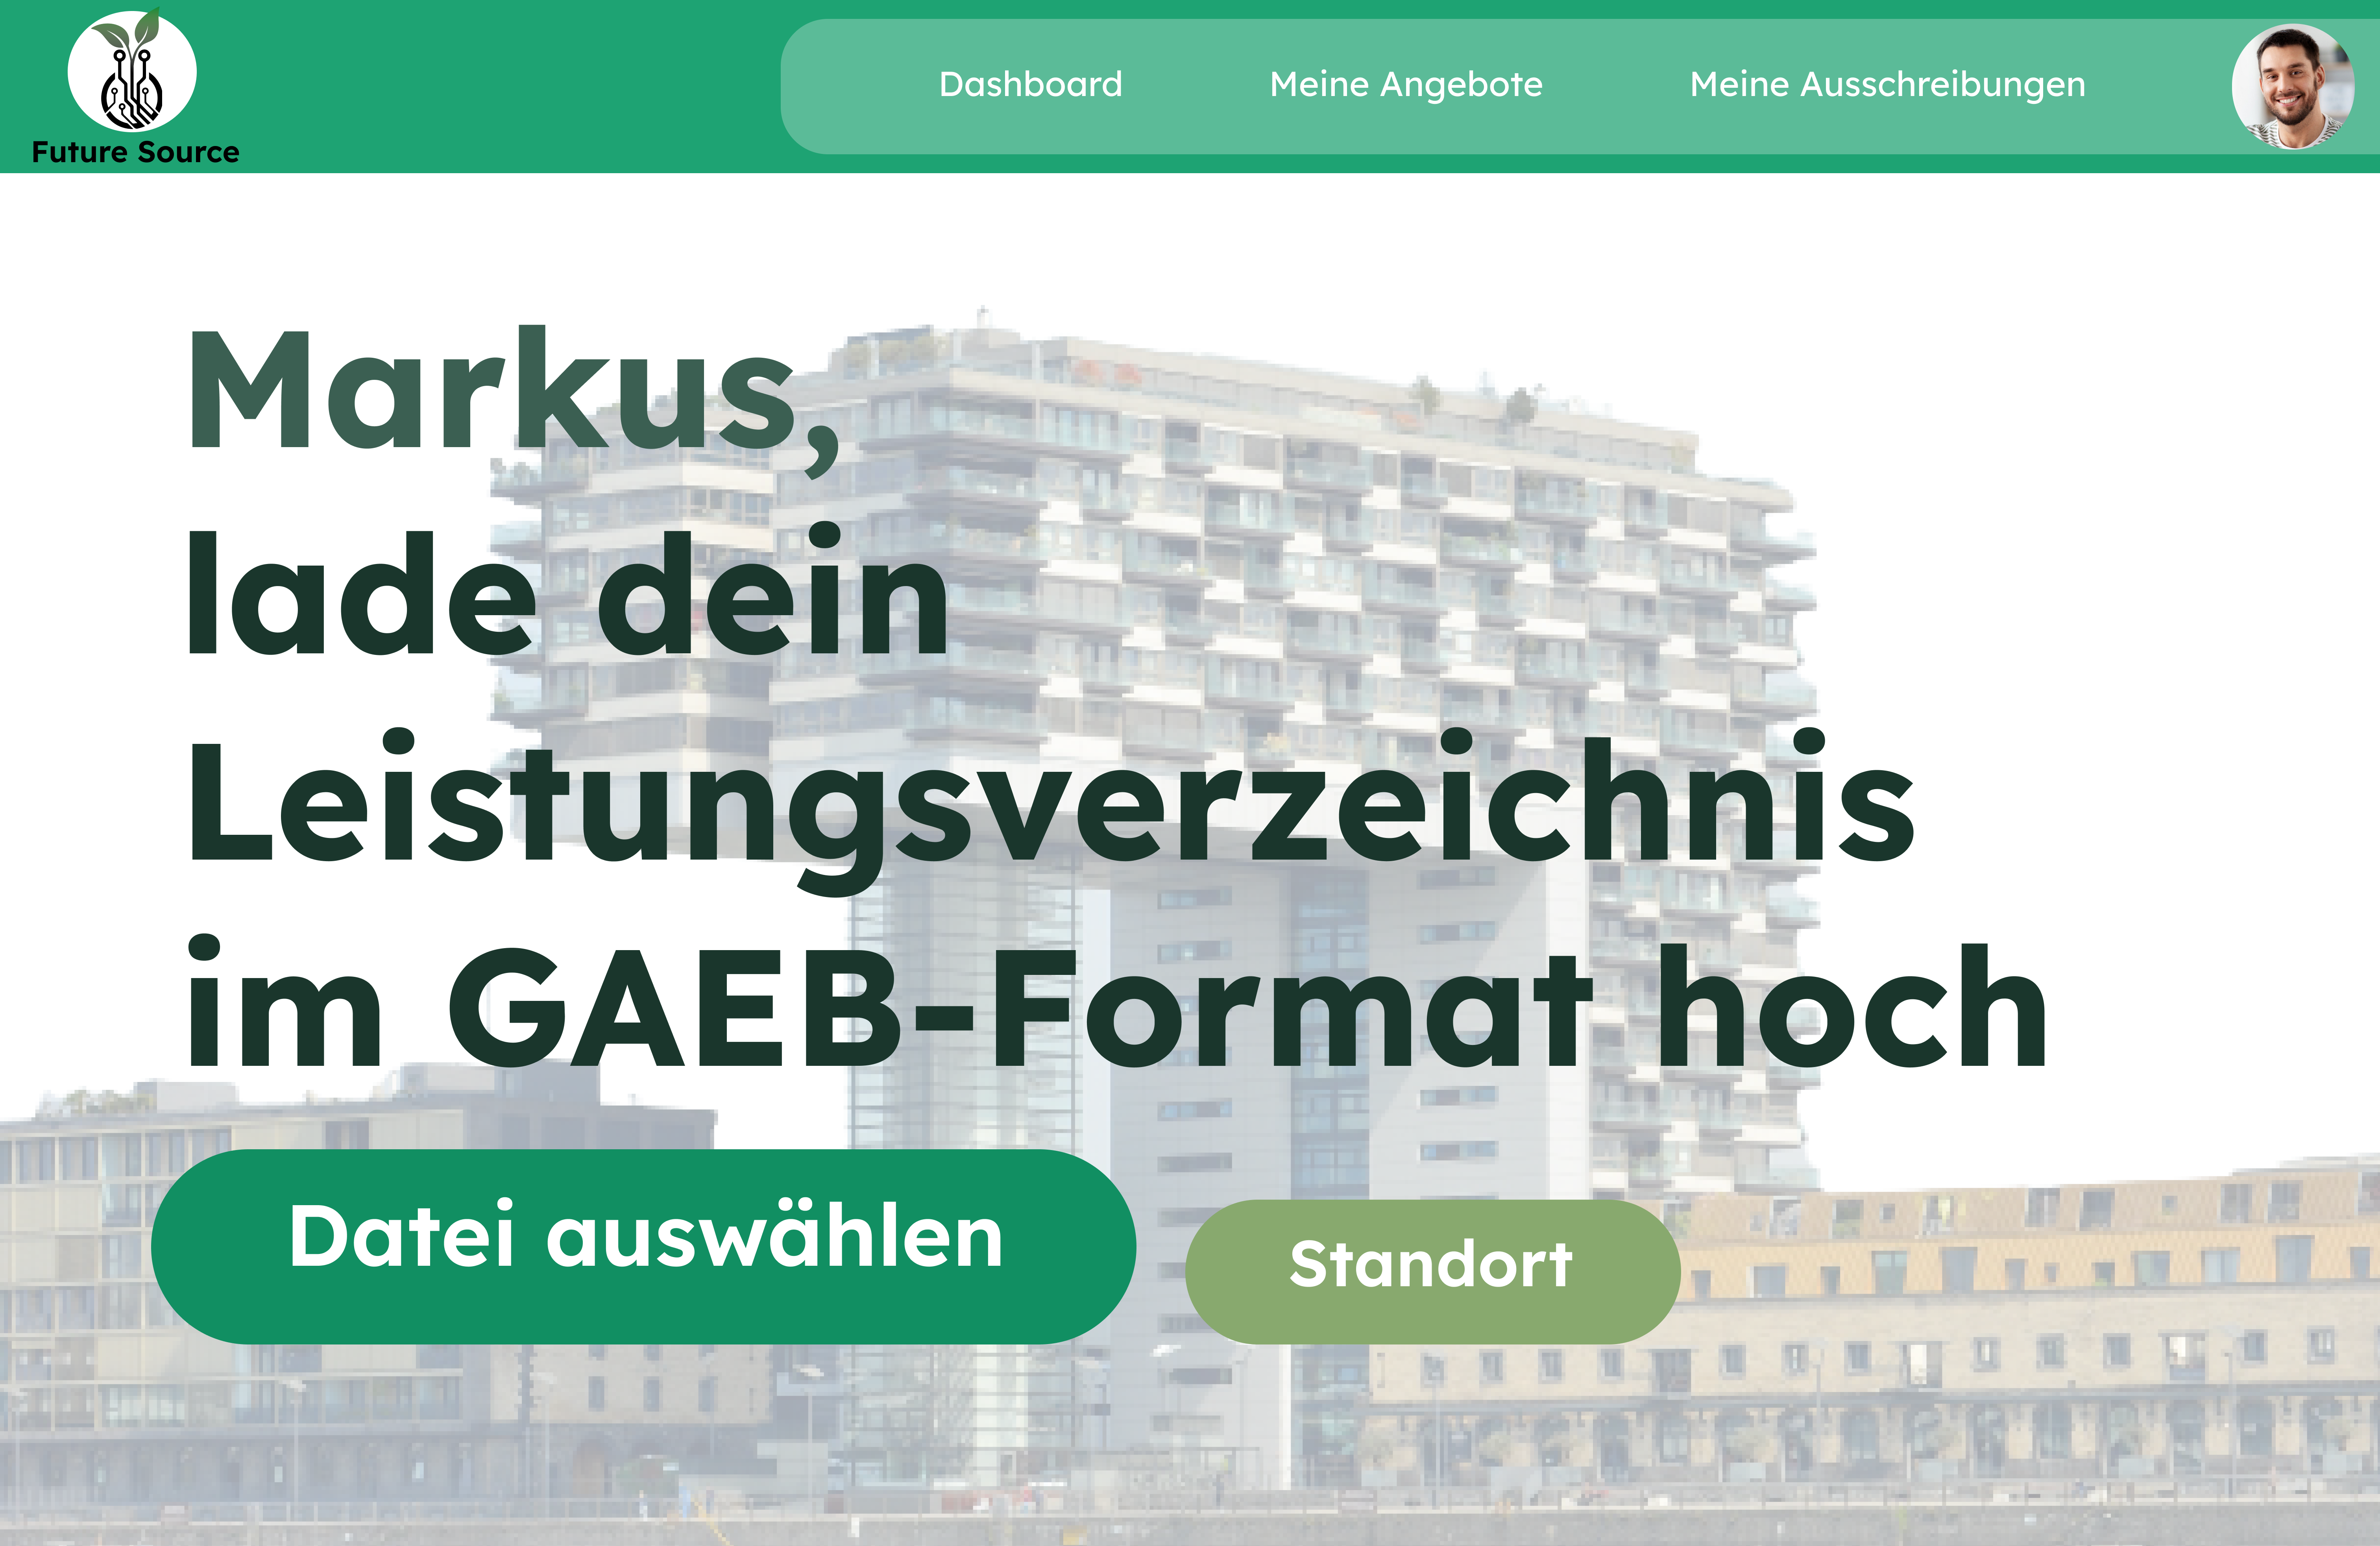 Future Source
Dashboard
Meine Angebote
Meine Ausschreibungen
Markus,
lade dein
Leistungsverzeichnis
im GAEB-Format hoch
Datei auswählen
Standort